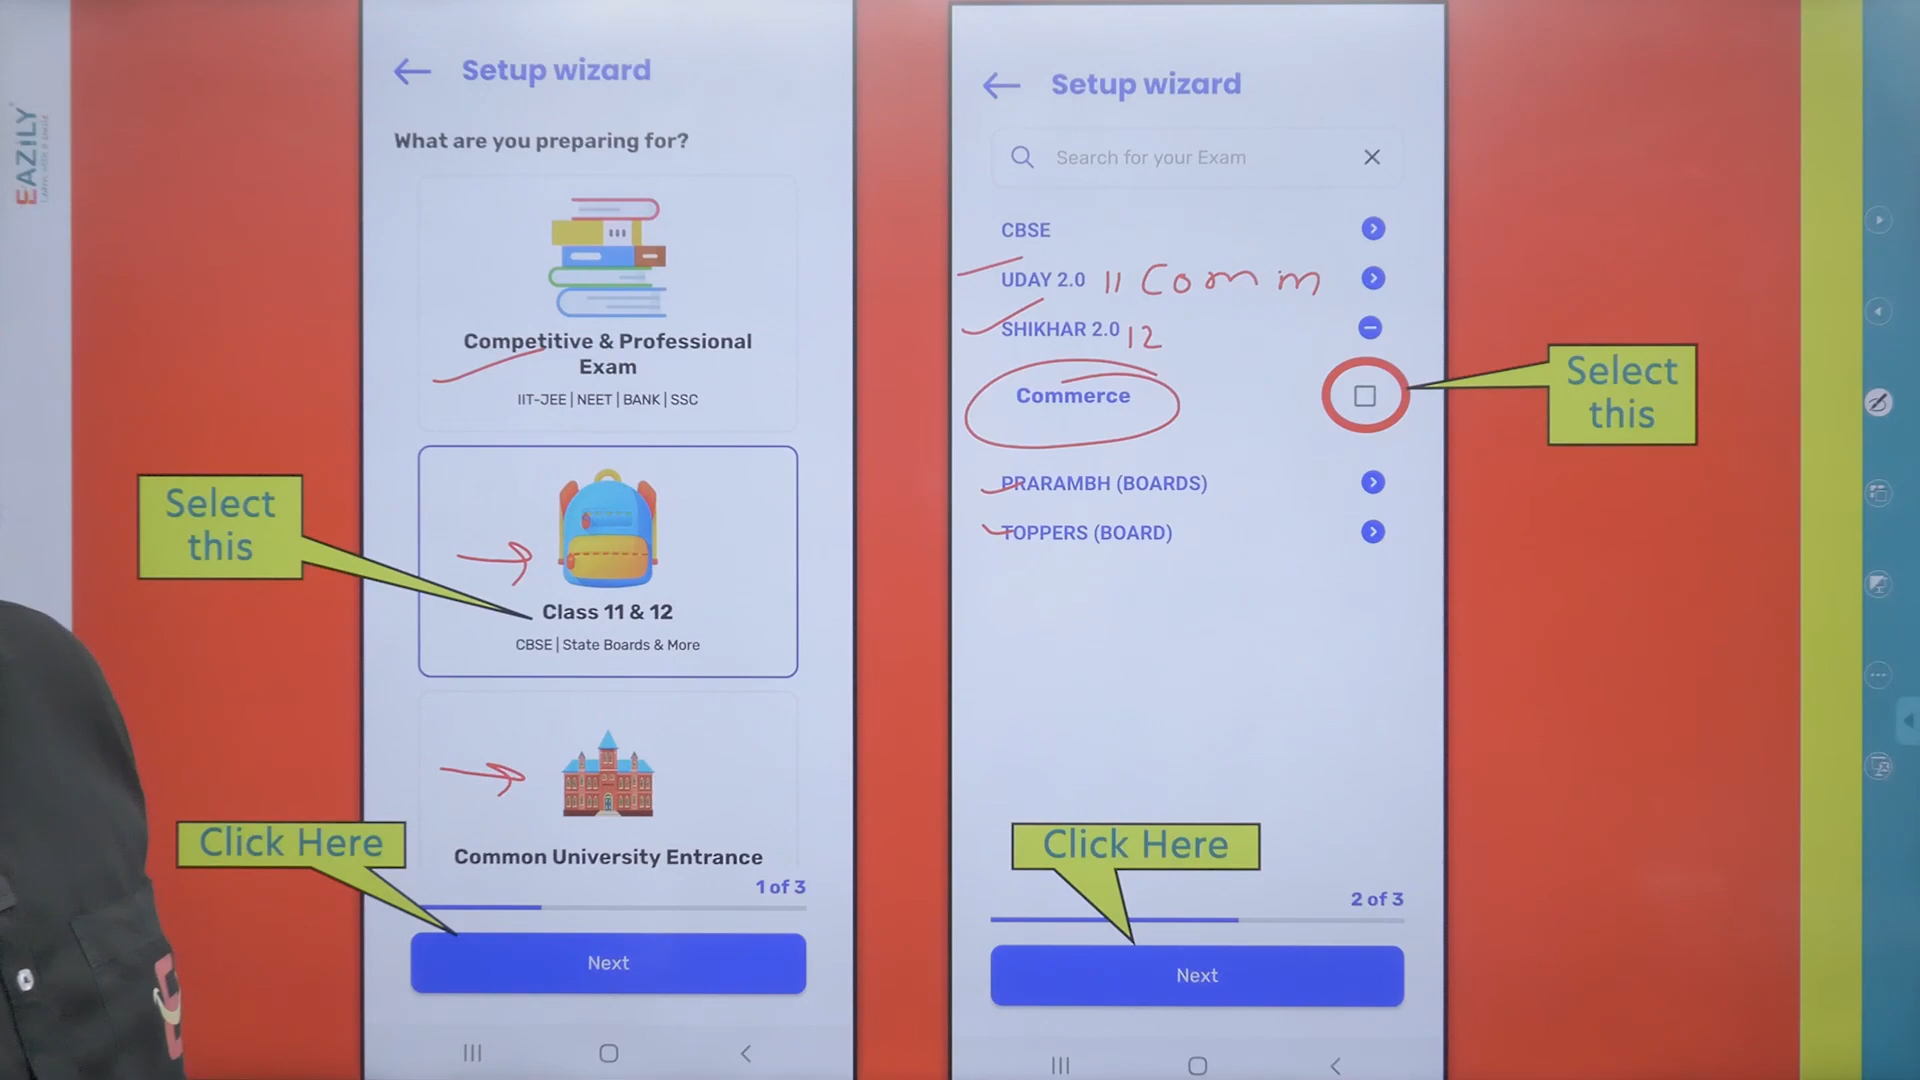 EAZILY
Setup wizard
What are you preparing for?
Competitive & Professional
Exam
IIT-JEE | NEET | BANK | SSC
Select
this
Class 11 & 12
CBSE | State Boards & More
Common University Entrance
Click Here
1 of 3
Next
Setup wizard
Search for your Exam
CBSE
UDAY 2.0 11 Comm
SHIKHAR 2.0 12
Commerce
Select
this
PRARAMBH (BOARDS)
TOPPERS (BOARD)
Click Here
2 of 3
Next